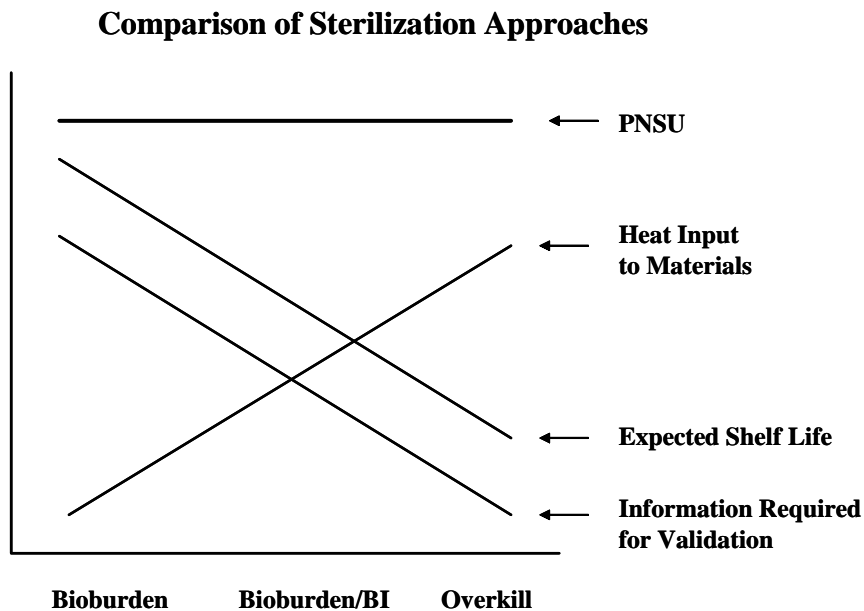 Comparison of Sterilization Approaches
PNSU
Heat Input
to Materials
Expected Shelf Life
Information Required
for Validation
Bioburden
Bioburden/BI
Overkill